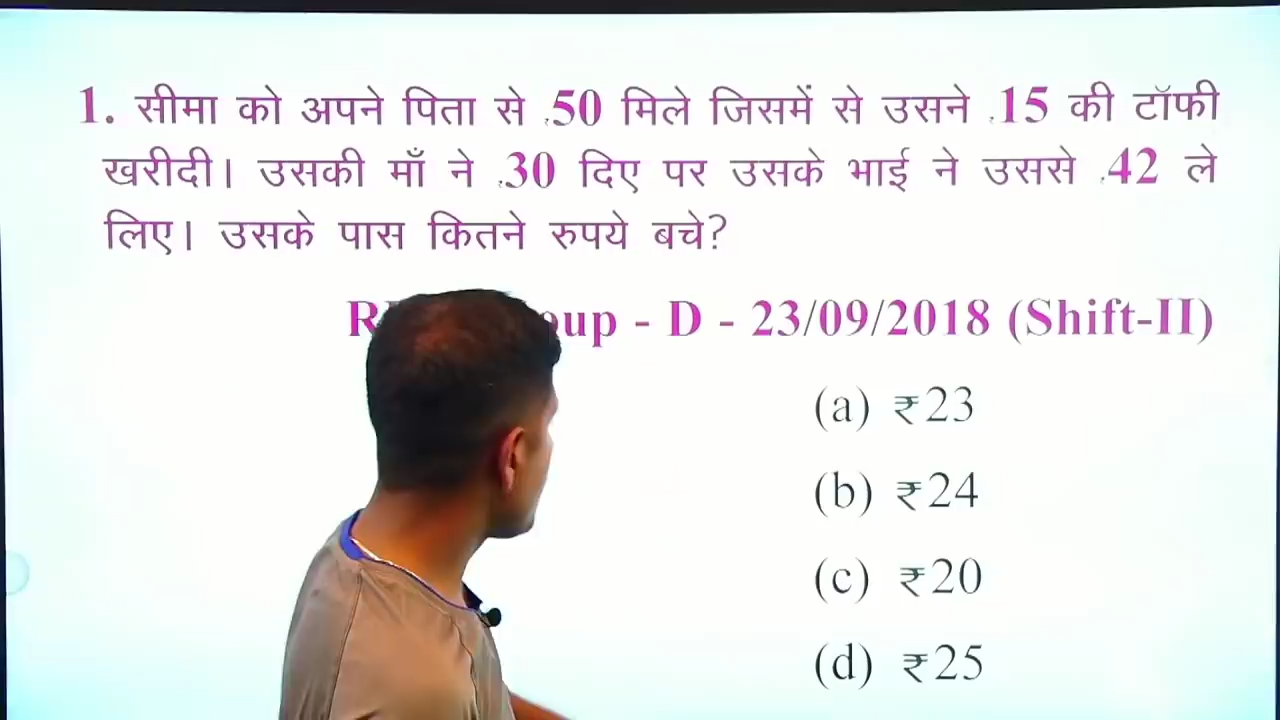 1. सीमा को अपने पिता से .50 मिले जिसमें से उसने .15 की टॉफी
खरीदी। उसकी माँ ने .30 दिए पर उसके भाई ने उससे .42 ले
लिए। उसके पास कितने रुपये बचे?
- D - 23/09/2018 (Shift-II)
(a) ₹23
(b) ₹24
(c) ₹20
(d) ₹25